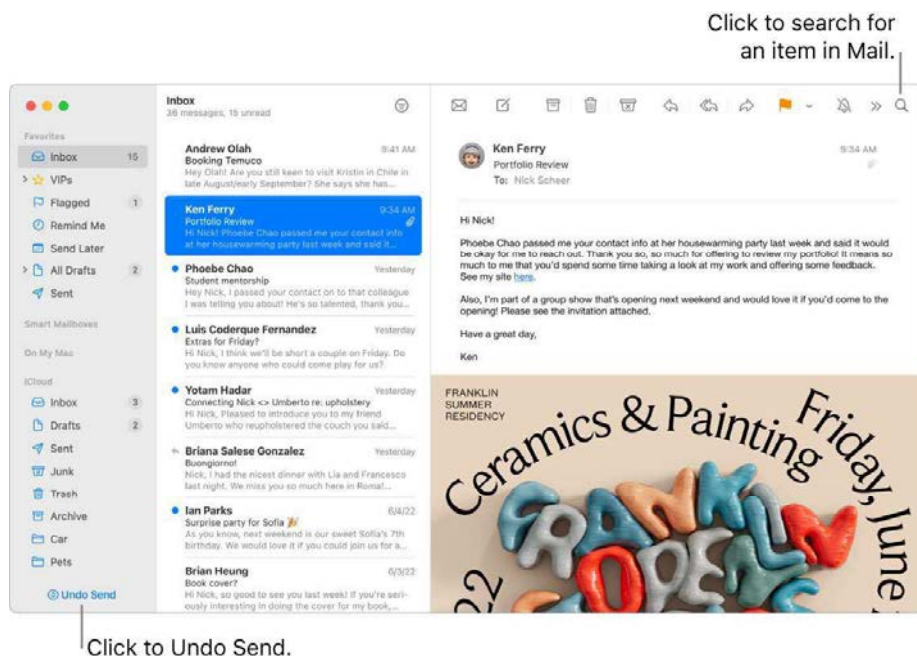 Click to search for
an item in Mail.
Inbox
36 messages, 15 unread
Favorites
Inbox 15
VIPs
Flagged 1
Remind Me
Send Later
All Drafts 2
Sent
Smart Mailboxes
On My Mac
iCloud
Inbox 3
Drafts 2
Sent
Junk
Trash
Archive
Car
Pets
Undo Send
Andrew Olah 9:41 AM
Booking Temuco
Hey Olah! Are you still keen to visit Kristin in Chile in
late August/early September? She says she has...
Ken Ferry 9:34 AM
Portfolio Review
Hi Nick! Phoebe Chao passed me your contact info
at her housewarming party last week and said it...
Phoebe Chao Yesterday
Student mentorship
Hey Nick, I passed your contact on to that colleague
I was telling you about! He's so talented, thank you...
Luis Coderque Fernandez Yesterday
Extras for Friday?
Hi Nick, I think we'll be short a couple on Friday. Do
you know anyone who could come play for us?
Yotam Hadar Yesterday
Connecting Nick <> Umberto re: upholstery
Hi Nick, Pleased to introduce you to my friend
Umberto who reupholstered the couch you said...
Briana Salese Gonzalez Yesterday
Buongiorno!
Nick, I had the nicest dinner with Lia and Francesco
last night. We miss you so much here in Roma!...
Ian Parks 6/4/22
Surprise party for Sofia 🎉
As you know, next weekend is our sweet Sofia's 7th
birthday. We would love it if you could join us for a...
Brian Heung 6/3/22
Book cover?
Hi Nick, so good to see you last week! If you're seri-
ously interesting in doing the cover for my book,...
Ken Ferry 9:34 AM
Portfolio Review
To: Nick Scheer
Hi Nick!
Phoebe Chao passed me your contact info at her housewarming party last week and said it would
be okay for me to reach out. Thank you so, so much for offering to review my portfolio! It means so
much to me that you'd spend some time taking a look at my work and offering some feedback.
See my site here.
Also, I'm part of a group show that's opening next weekend and would love it if you'd come to the
opening! Please see the invitation attached.
Have a great day,
Ken
FRANKLIN
SUMMER
RESIDENCY
Ceramics & Painting
Friday, June
22
FRANKLIN
OPEN
Click to Undo Send.